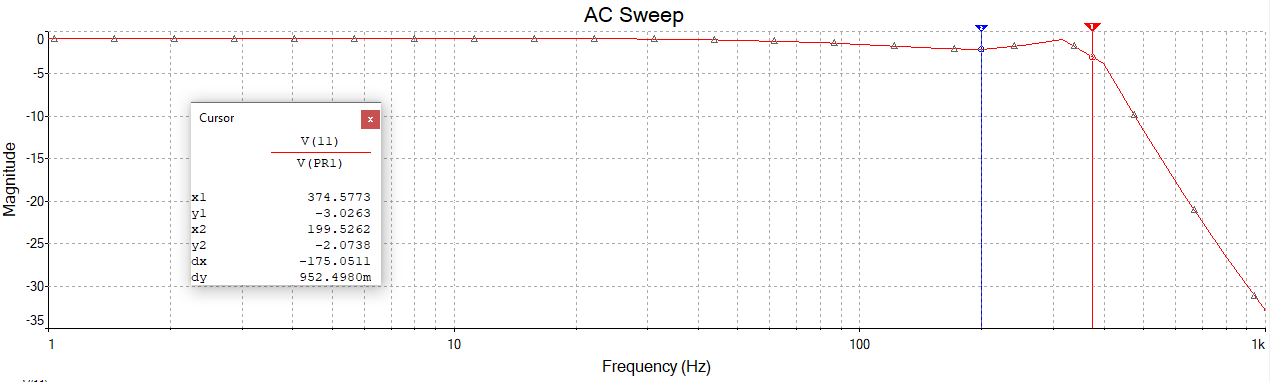 AC Sweep
2
1
0
-5
-10
-15
-20
-25
-30
-35
Magnitude
Cursor
x
V(11)
V(PR1)
x1 374.5773
y1 -3.0263
x2 199.5262
y2 -2.0738
dx -175.0511
dy 952.4980m
1 10 100 1k
Frequency (Hz)